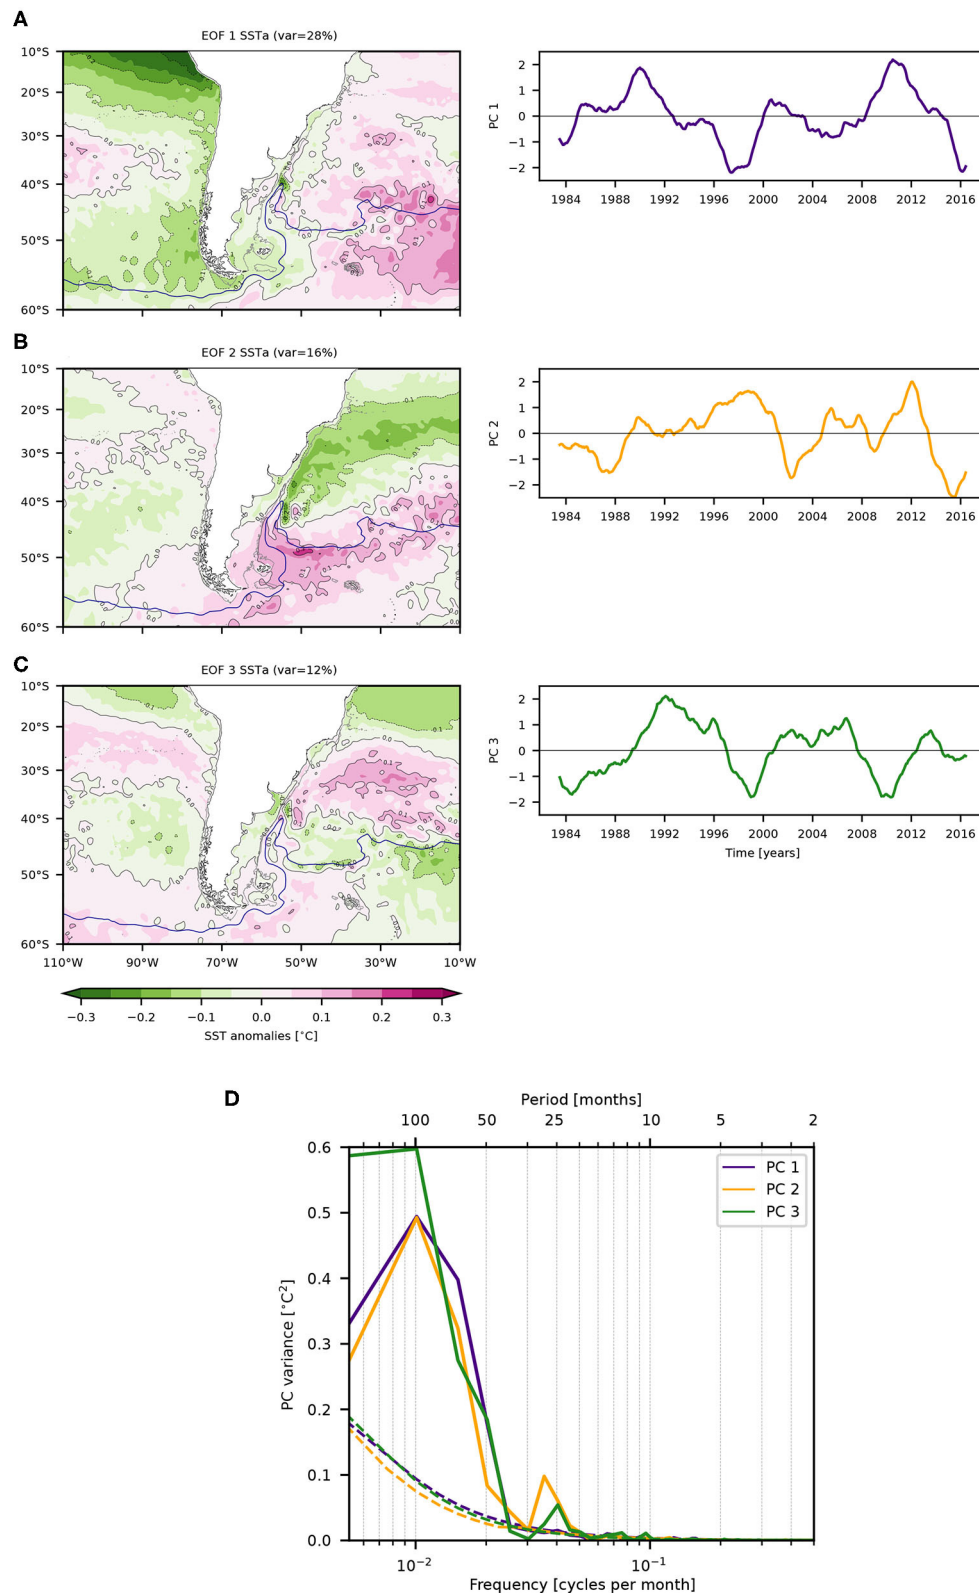 A
EOF 1 SSTa (var=28%)
10°S
20°S
30°S
40°S
50°S
60°S
PC 1
2
1
0
−1
−2
1984 1988 1992 1996 2000 2004 2008 2012 2016
B
EOF 2 SSTa (var=16%)
10°S
20°S
30°S
40°S
50°S
60°S
PC 2
2
1
0
−1
−2
1984 1988 1992 1996 2000 2004 2008 2012 2016
C
EOF 3 SSTa (var=12%)
10°S
20°S
30°S
40°S
50°S
60°S
110°W 90°W 70°W 50°W 30°W 10°W
PC 3
2
1
0
−1
−2
1984 1988 1992 1996 2000 2004 2008 2012 2016
Time [years]
−0.3 −0.2 −0.1 0.0 0.1 0.2 0.3
SST anomalies [°C]
D
Period [months]
100 50 25 10 5 2
PC variance [°C²]
0.6
0.5
0.4
0.3
0.2
0.1
0.0
PC 1
PC 2
PC 3
10⁻² 10⁻¹
Frequency [cycles per month]